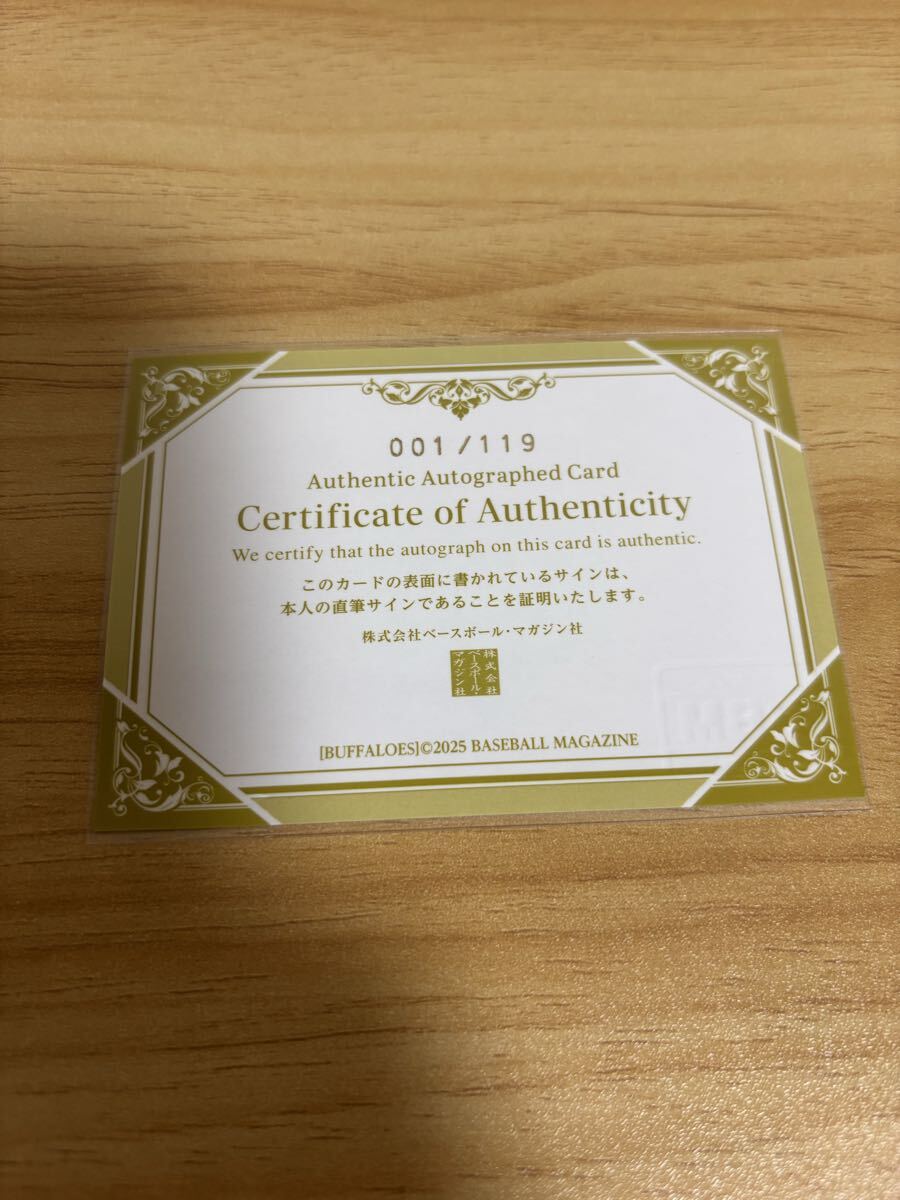 001/119
Authentic Autographed Card
Certificate of Authenticity
We certify that the autograph on this card is authentic.
このカードの表面に書かれているサインは、
本人の直筆サインであることを証明いたします。
株式会社ベースボール・マガジン社
株式会社
ベースボール・
マガジン社
[BUFFALOES]©2025 BASEBALL MAGAZINE